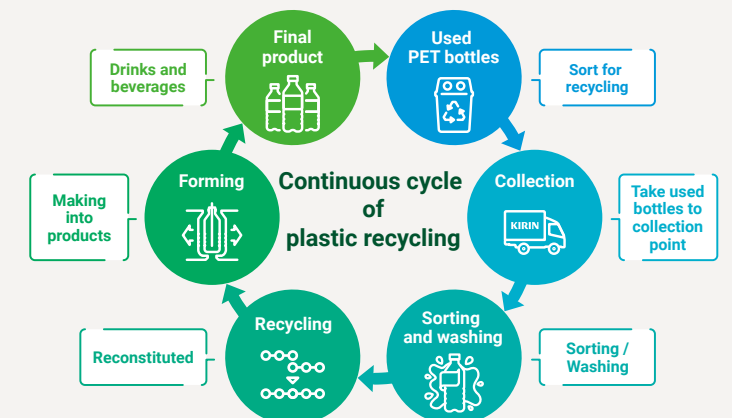 Final
product
Drinks and
beverages
Used
PET bottles
Sort for
recycling
Continuous cycle
of
plastic recycling
Collection
KIRIN
Take used
bottles to
collection
point
Sorting
and washing
Sorting /
Washing
Recycling
Reconstituted
Forming
Making
into
products